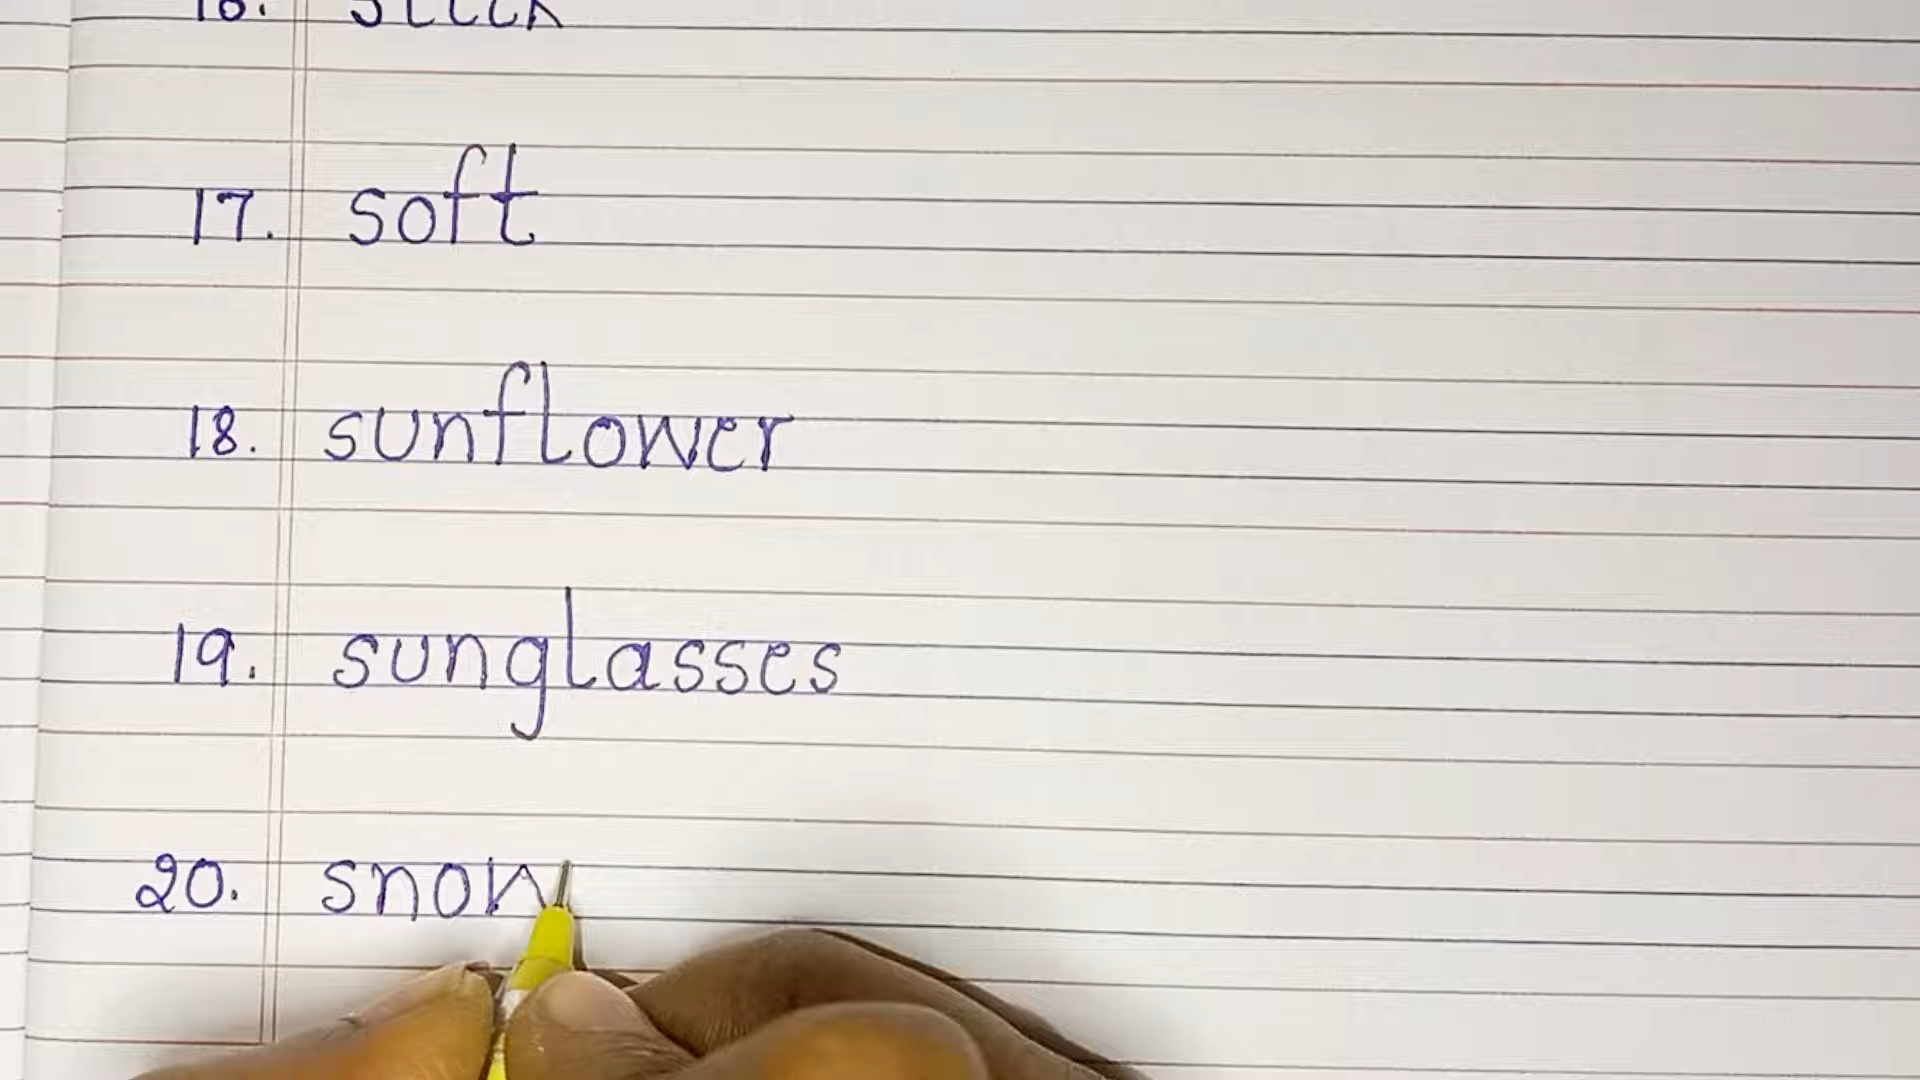 17. soft
18. sunflower
19. sunglasses
20. snow